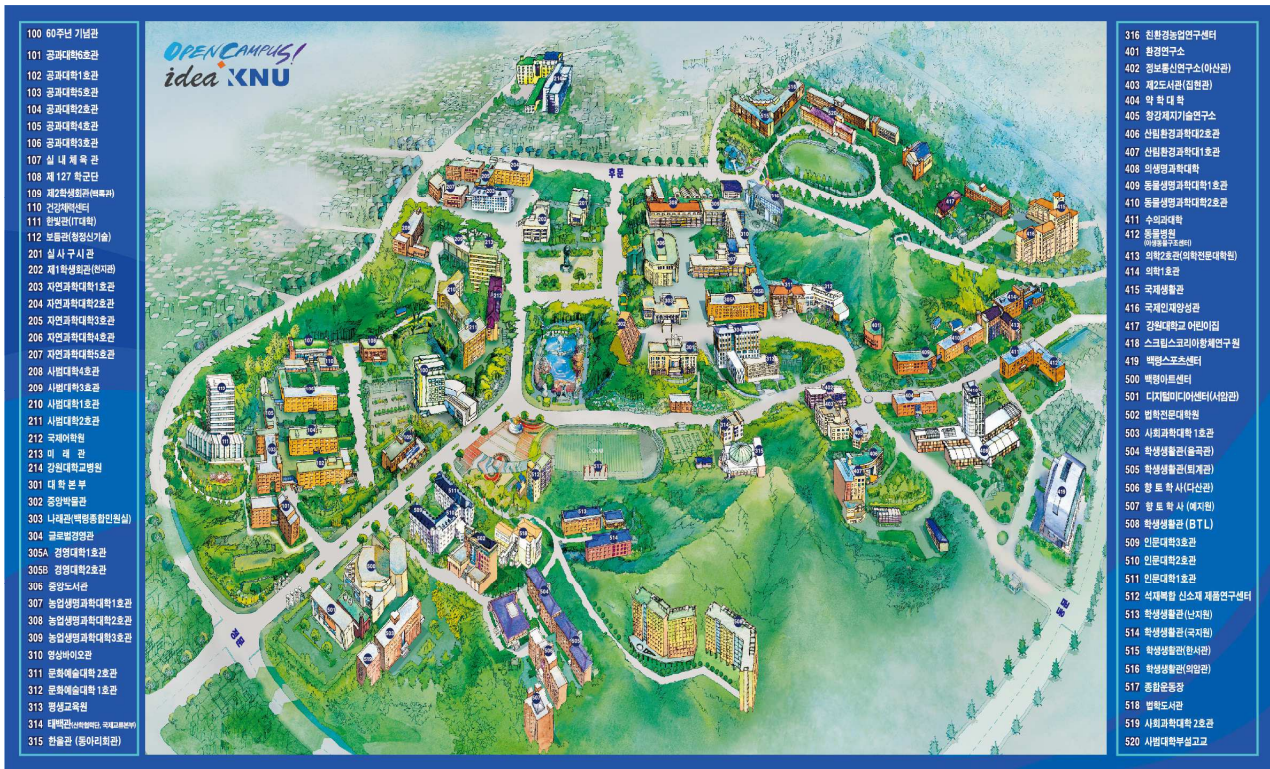 100 60주년 기념관
101 공과대학6호관
102 공과대학1호관
103 공과대학5호관
104 공과대학2호관
105 공과대학4호관
106 공과대학3호관
107 실 내 체 육 관
108 제 127 학군단
109 제2학생회관(백록관)
110 건강체력센터
111 한빛관(IT대학)
112 보듬관(청정신기술)
201 실 사 구 시 관
202 제1학생회관(천지관)
203 자연과학대학1호관
204 자연과학대학2호관
205 자연과학대학3호관
206 자연과학대학4호관
207 자연과학대학5호관
208 사범대학4호관
209 사범대학3호관
210 사범대학1호관
211 사범대학2호관
212 국제어학원
213 미 래 관
214 강원대학교병원
301 대 학 본 부
302 중앙박물관
303 나래관(백령종합민원실)
304 글로벌경영관
305A 경영대학1호관
305B 경영대학2호관
306 중앙도서관
307 농업생명과학대학1호관
308 농업생명과학대학2호관
309 농업생명과학대학3호관
310 영상바이오관
311 문화예술대학 2호관
312 문화예술대학 1호관
313 평생교육원
314 태백관(산학협력단, 국제교류본부)
315 한울관 (동아리회관)
OPEN CAMPUS!
idea KNU
후문
정문
동문
316 친환경농업연구센터
401 환경연구소
402 정보통신연구소(아산관)
403 제2도서관(집현관)
404 약 학 대 학
405 창강제지기술연구소
406 산림환경과학대2호관
407 산림환경과학대1호관
408 의생명과학대학
409 동물생명과학대학1호관
410 동물생명과학대학2호관
411 수의과대학
412 동물병원
(야생동물구조센터)
413 의학2호관(의학전문대학원)
414 의학1호관
415 국제생활관
416 국제인재양성관
417 강원대학교 어린이집
418 스크립스코리아항체연구원
419 백령스포츠센터
500 백령아트센터
501 디지털미디어센터(서암관)
502 법학전문대학원
503 사회과학대학 1호관
504 학생생활관(율곡관)
505 학생생활관(퇴계관)
506 향 토 학 사(다산관)
507 향 토 학 사 (예지원)
508 학생생활관 (BTL)
509 인문대학3호관
510 인문대학2호관
511 인문대학1호관
512 석재복합 신소재 제품연구센터
513 학생생활관(난지원)
514 학생생활관(국지원)
515 학생생활관(한서관)
516 학생생활관(의암관)
517 종합운동장
518 법학도서관
519 사회과학대학 2호관
520 사범대학부설고교